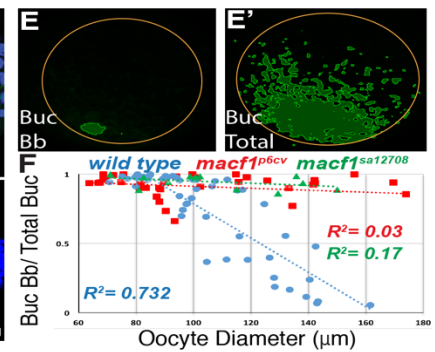 E
Buc
Bb
E'
Buc
Total
F
wild type macf1p6cv macf1sa12708
Buc Bb/ Total Buc
1
0.5
0
R²= 0.03
R²= 0.17
R²= 0.732
60 80 100 120 140 160 180
Oocyte Diameter (µm)